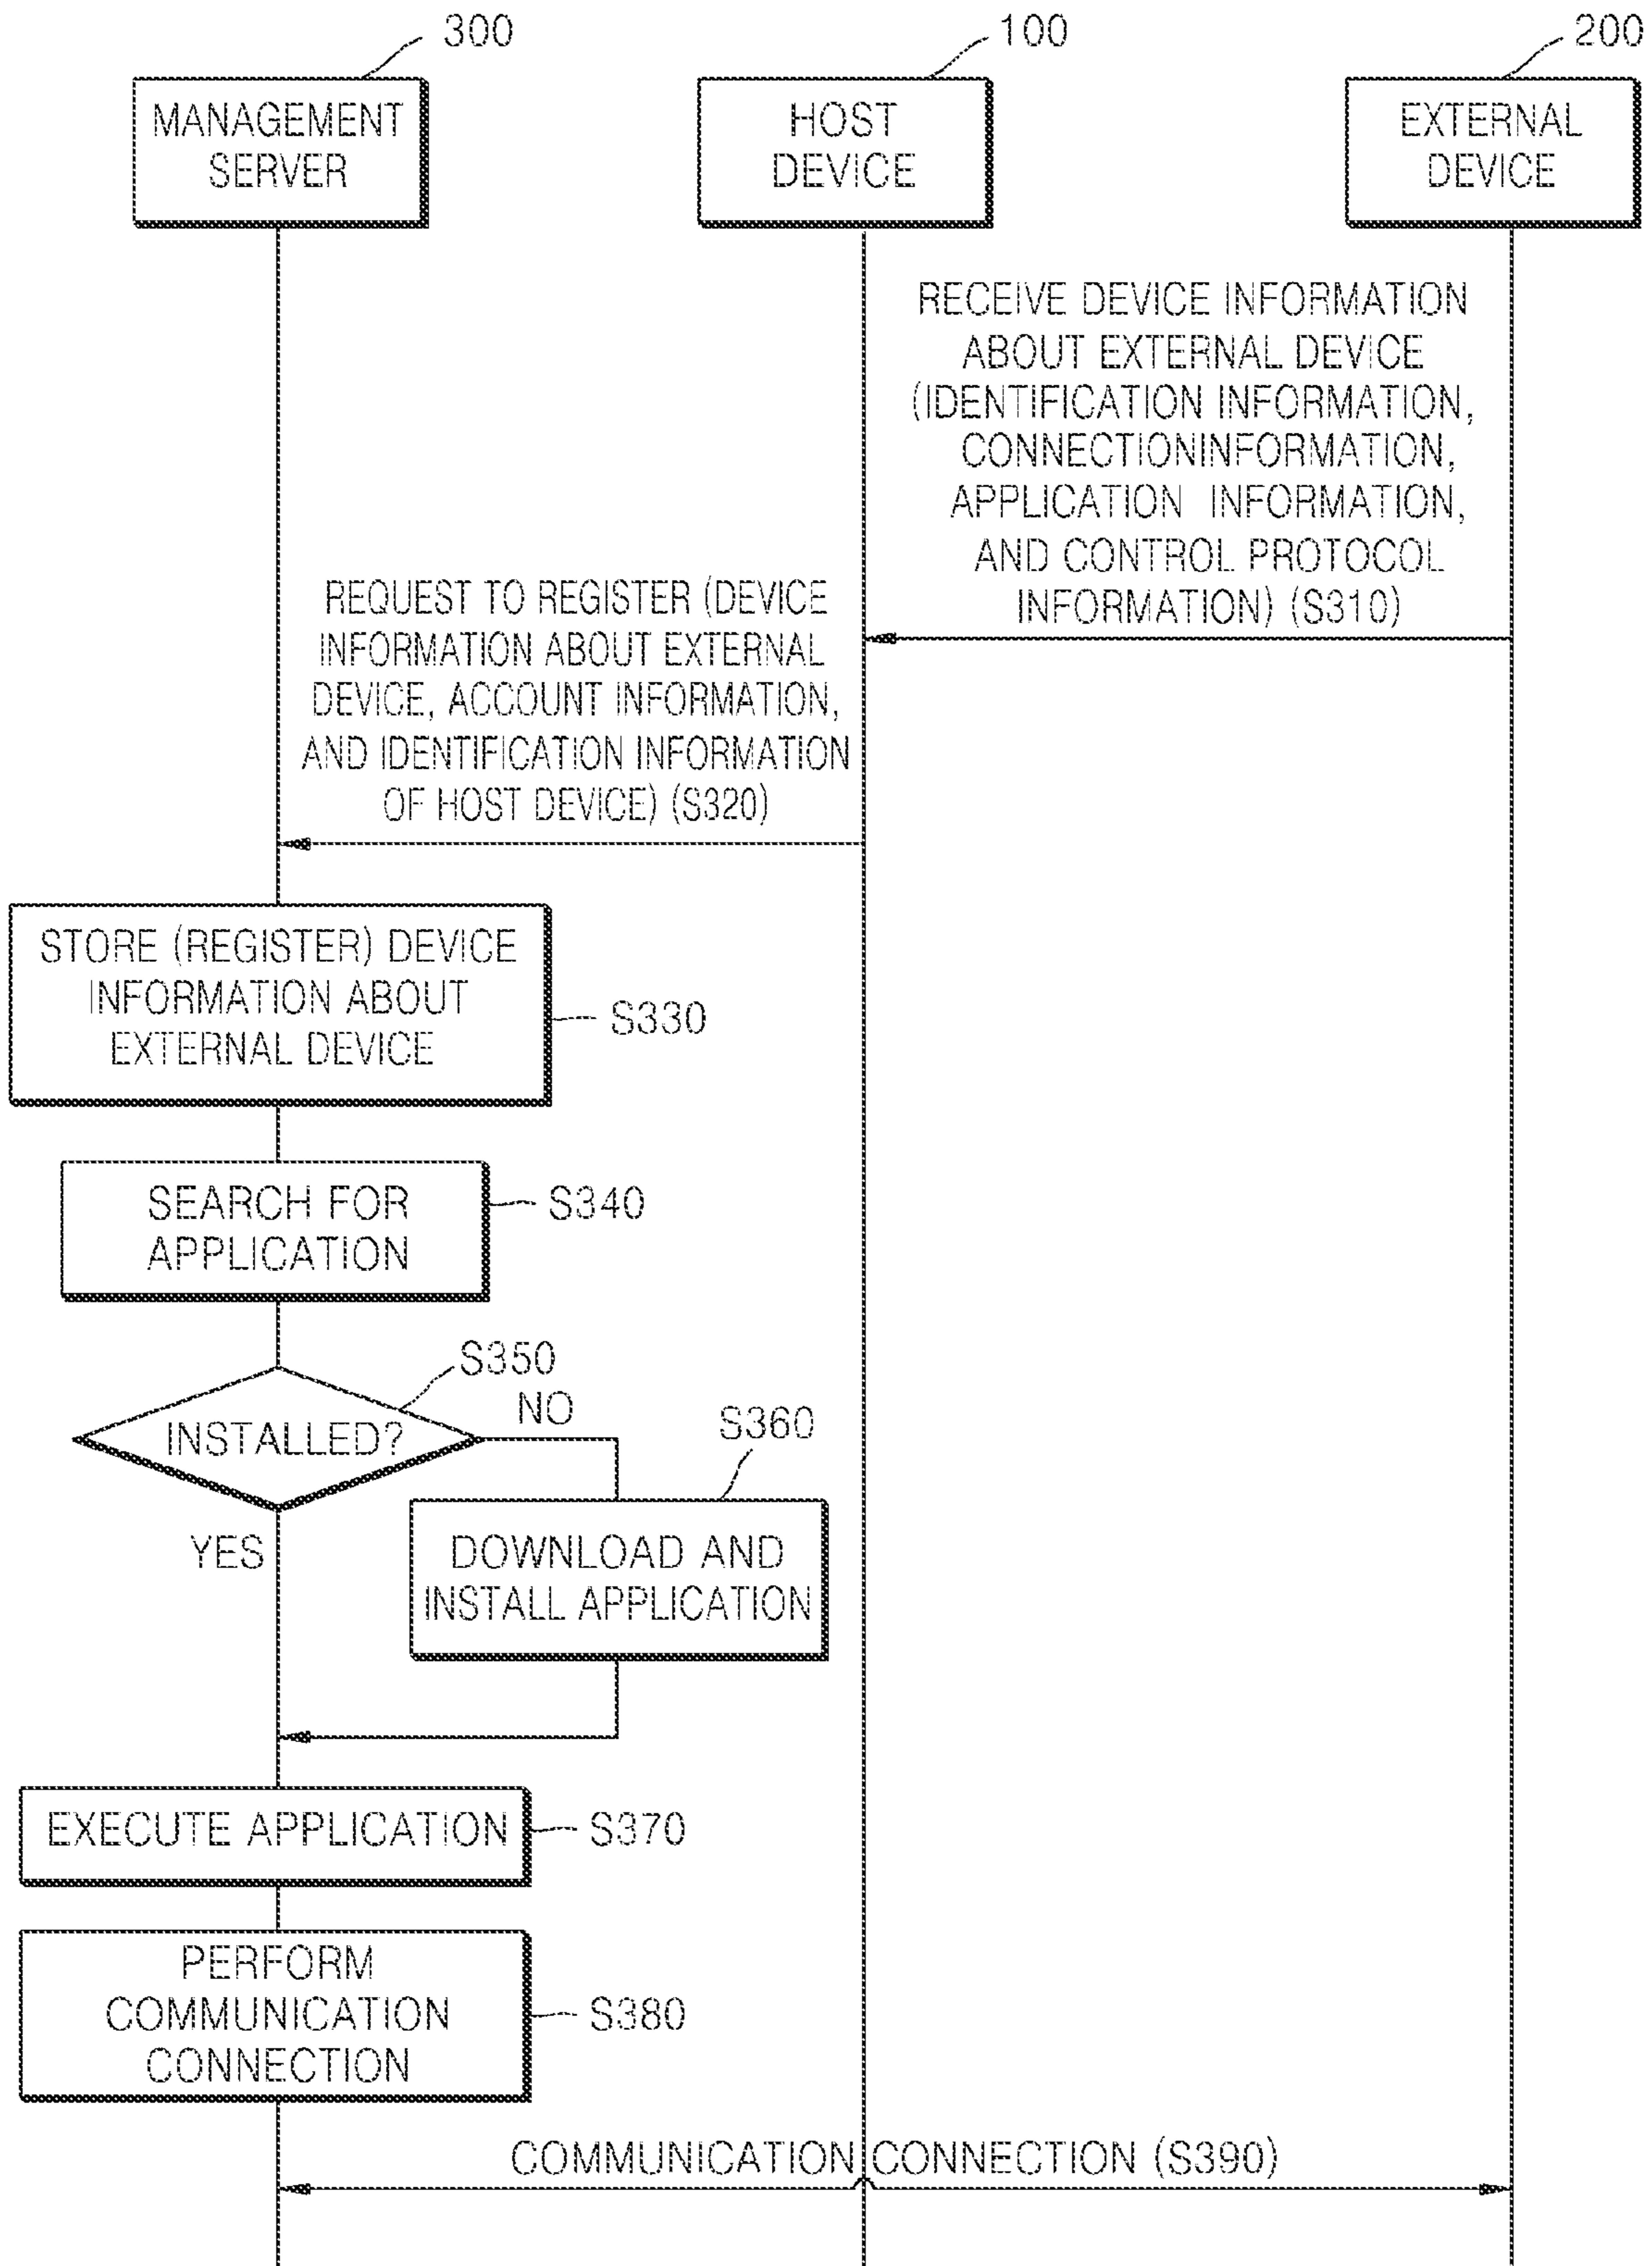 300
100
200
MANAGEMENT
SERVER
HOST
DEVICE
EXTERNAL
DEVICE
RECEIVE DEVICE INFORMATION
ABOUT EXTERNAL DEVICE
(IDENTIFICATION INFORMATION,
CONNECTIONINFORMATION,
APPLICATION INFORMATION,
AND CONTROL PROTOCOL
INFORMATION) (S310)
REQUEST TO REGISTER (DEVICE
INFORMATION ABOUT EXTERNAL
DEVICE, ACCOUNT INFORMATION,
AND IDENTIFICATION INFORMATION
OF HOST DEVICE) (S320)
STORE (REGISTER) DEVICE
INFORMATION ABOUT
EXTERNAL DEVICE
S330
SEARCH FOR
APPLICATION
S340
S350
INSTALLED?
NO
YES
S360
DOWNLOAD AND
INSTALL APPLICATION
EXECUTE APPLICATION
S370
PERFORM
COMMUNICATION
CONNECTION
S380
COMMUNICATION CONNECTION (S390)